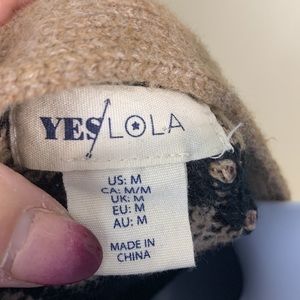 YES/LOLA
US: M
CA: M/M
UK: M
EU: M
AU: M
MADE IN
CHINA